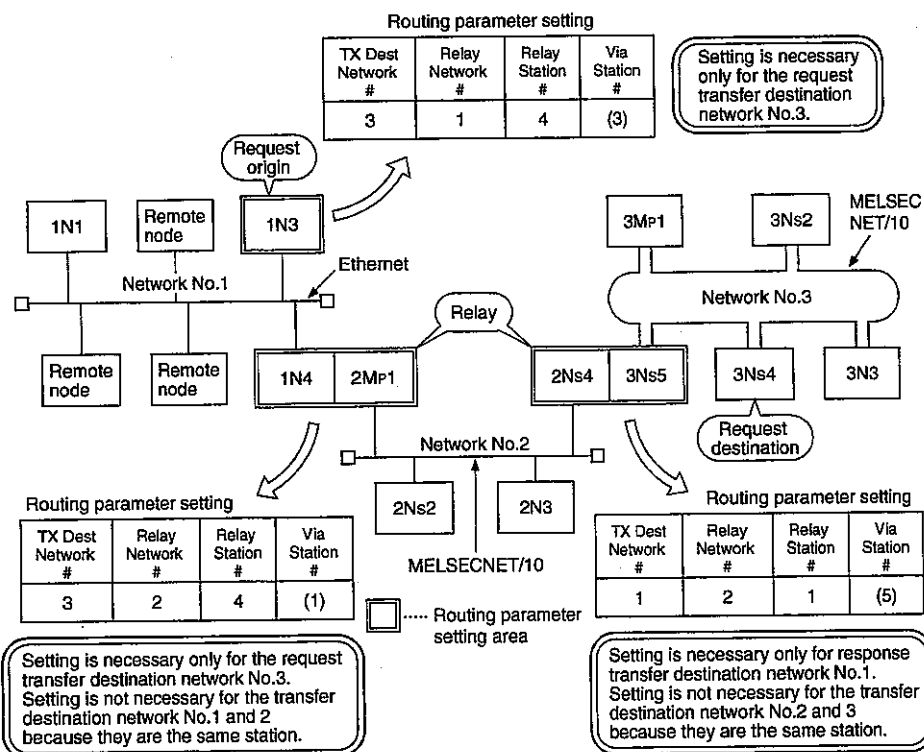 Routing parameter setting
TX Dest Network # Relay Network # Relay Station # Via Station #
3 1 4 (3)
Setting is necessary
only for the request
transfer destination
network No.3.
Request
origin
1N1
Remote
node
1N3
3MP1
3Ns2
MELSEC
NET/10
Ethernet
Network No.1
Network No.3
Relay
Remote
node
Remote
node
1N4 2MP1
2Ns4 3Ns5
3Ns4
3N3
Request
destination
Network No.2
2Ns2
2N3
MELSECNET/10
Routing parameter setting
TX Dest Network # Relay Network # Relay Station # Via Station #
3 2 4 (1)
Routing parameter setting
TX Dest Network # Relay Network # Relay Station # Via Station #
1 2 1 (5)
..... Routing parameter
setting area
Setting is necessary only for the request
transfer destination network No.3.
Setting is not necessary for the transfer
destination network No.1 and 2
because they are the same station.
Setting is necessary only for response
transfer destination network No.1.
Setting is not necessary for the transfer
destination network No.2 and 3
because they are the same station.